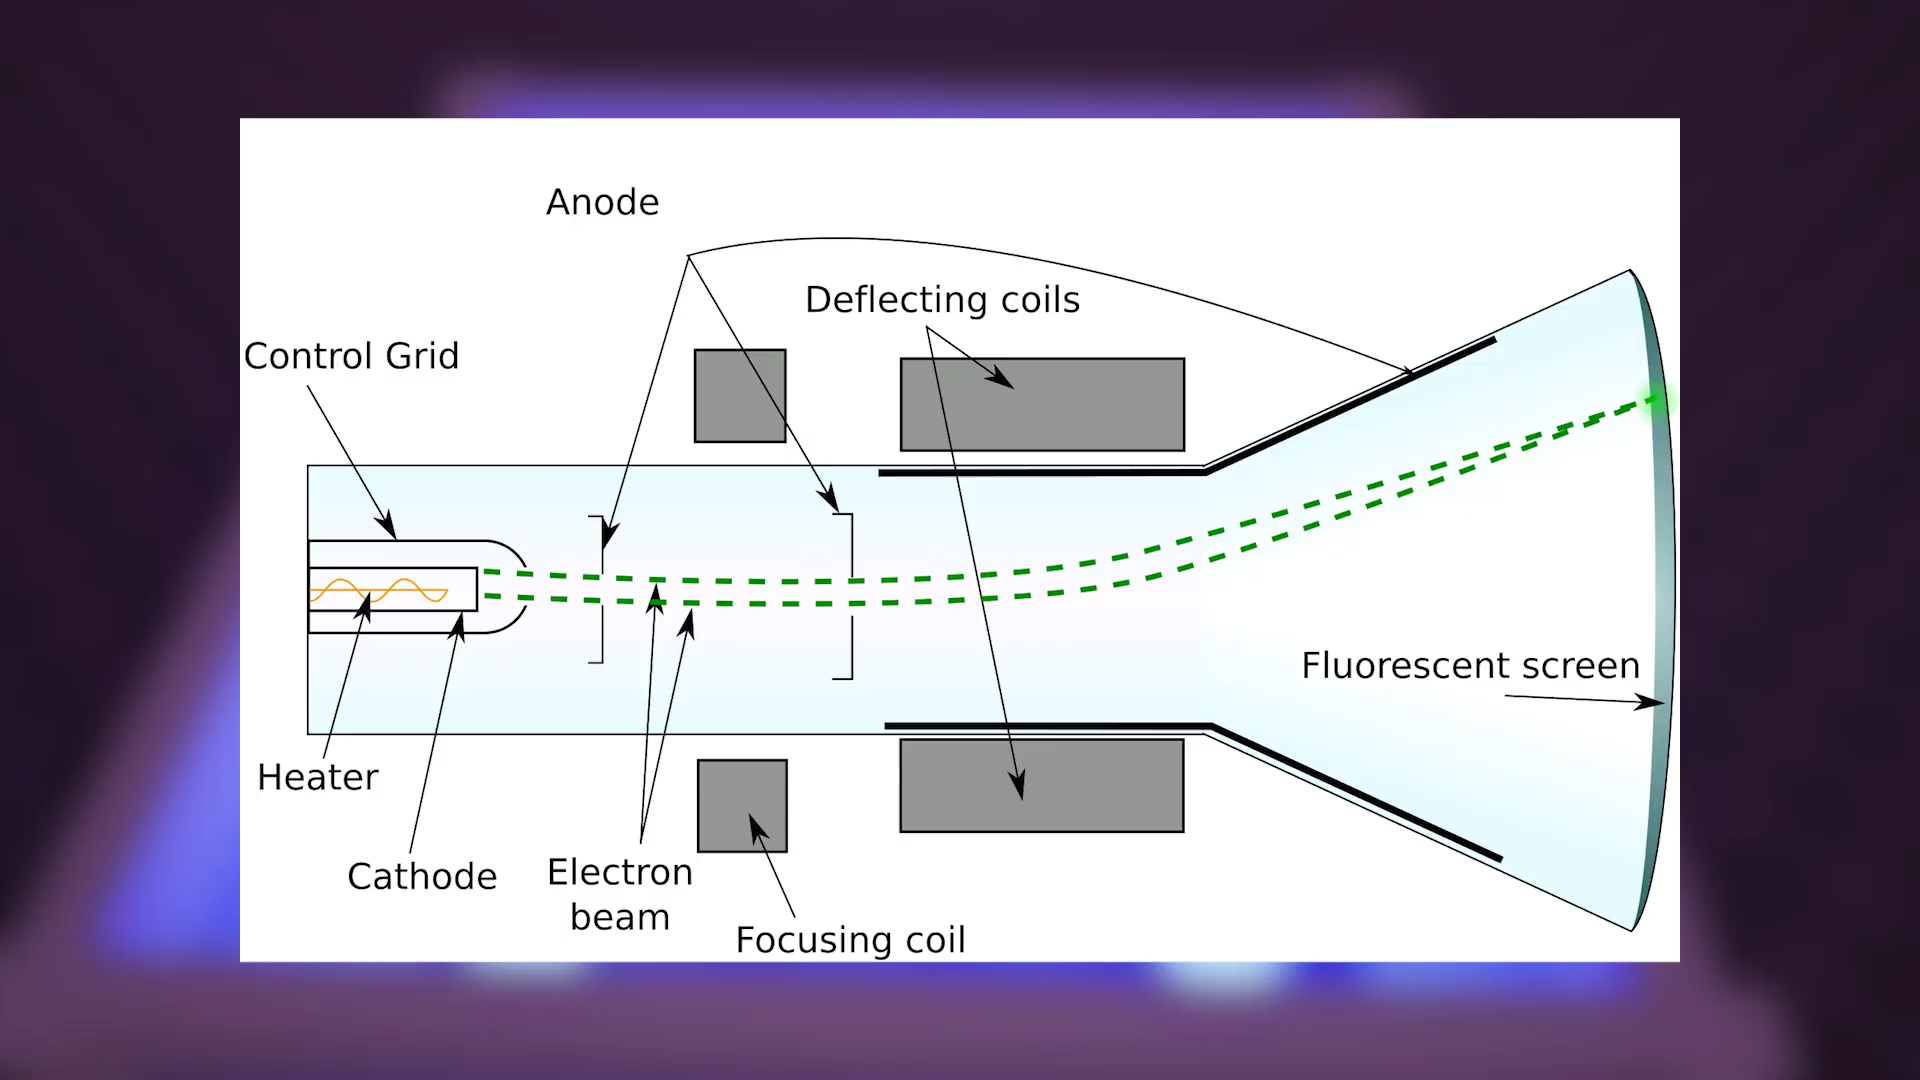 Anode
Deflecting coils
Control Grid
Fluorescent screen
Heater
Cathode
Electron
beam
Focusing coil